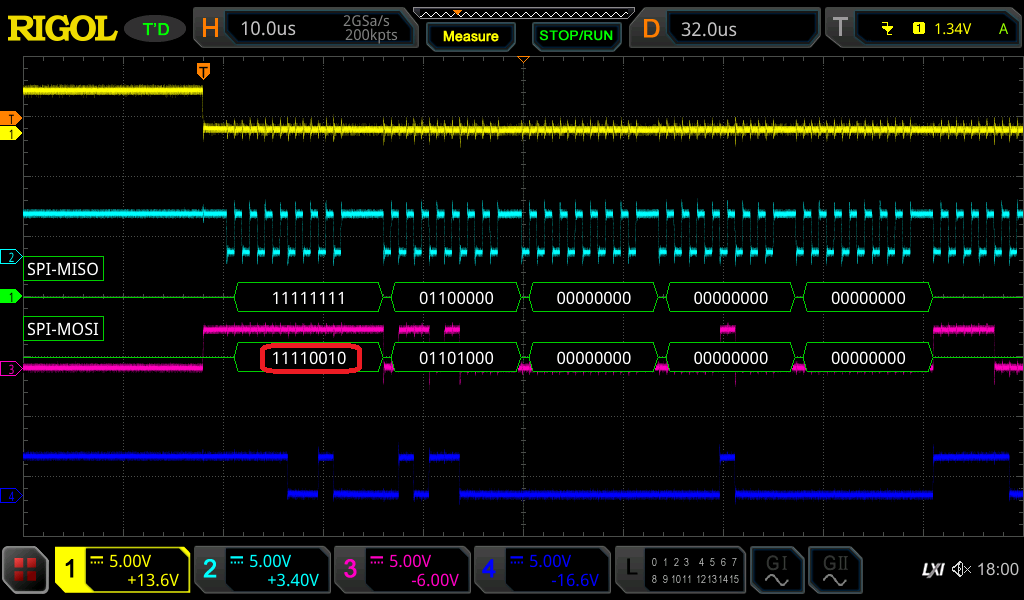 RIGOL T'D H 10.0us 2GSa/s 200kpts Measure STOP/RUN D 32.0us T 1 1.34V A
T
T
1
2
SPI-MISO
1
11111111 01100000 00000000 00000000 00000000
SPI-MOSI
11110010 01101000 00000000 00000000 00000000
3
4
1 5.00V +13.6V
2 5.00V +3.40V
3 5.00V -6.00V
4 5.00V -16.6V
L 0 1 2 3 4 5 6 7
8 9 10 11 12 13 14 15
GI GII LXI 18:00